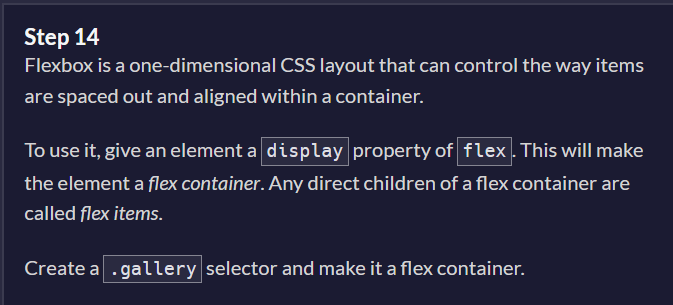 Step 14
Flexbox is a one-dimensional CSS layout that can control the way items
are spaced out and aligned within a container.
To use it, give an element a display property of flex. This will make
the element a flex container. Any direct children of a flex container are
called flex items.
Create a .gallery selector and make it a flex container.